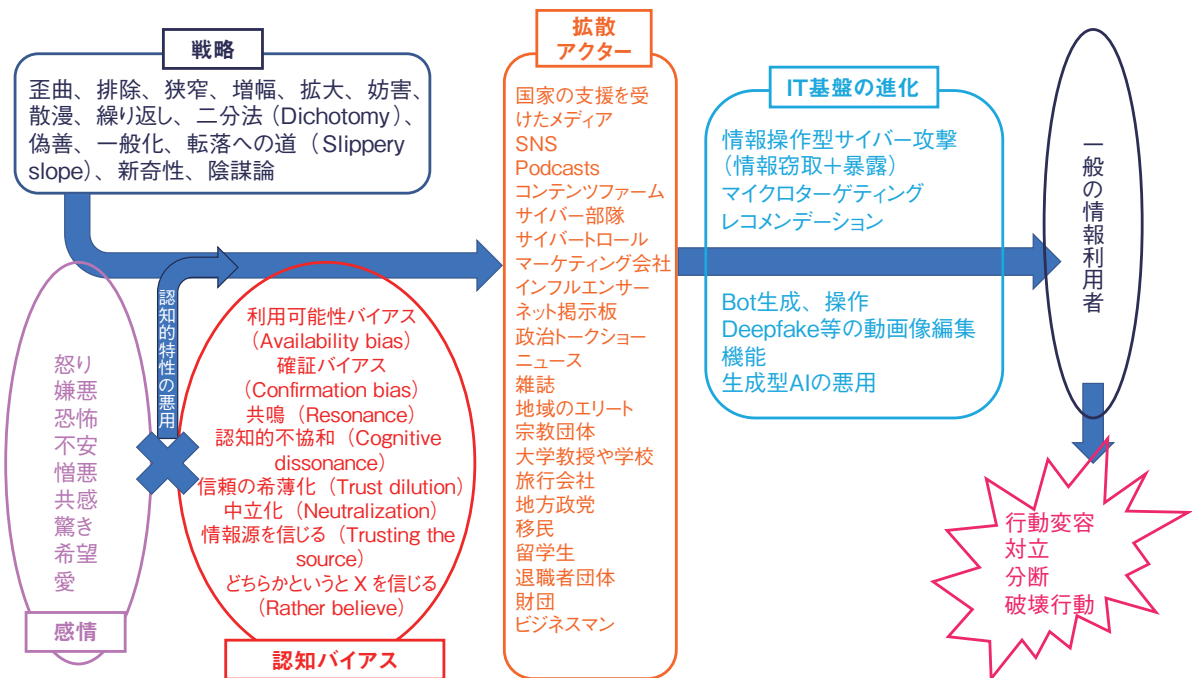 戦略
歪曲、排除、狭窄、増幅、拡大、妨害、
散漫、繰り返し、二分法（Dichotomy）、
偽善、一般化、転落への道（Slippery
slope）、新奇性、陰謀論
認知的特性の悪用
怒り
嫌悪
恐怖
不安
憎悪
共感
驚き
希望
愛
感情
利用可能性バイアス
(Availability bias)
確証バイアス
(Confirmation bias)
共鳴（Resonance）
認知的不協和（Cognitive
dissonance）
信頼の希薄化（Trust dilution）
中立化（Neutralization）
情報源を信じる（Trusting the
source）
どちらかというと X を信じる
(Rather believe）
認知バイアス
拡散
アクター
国家の支援を受
けたメディア
SNS
Podcasts
コンテンツファーム
サイバー部隊
サイバートロール
マーケティング会社
インフルエンサー
ネット掲示板
政治トークショー
ニュース
雑誌
地域のエリート
宗教団体
大学教授や学校
旅行会社
地方政党
移民
留学生
退職者団体
財団
ビジネスマン
IT基盤の進化
情報操作型サイバー攻撃
（情報窃取＋暴露）
マイクロターゲティング
レコメンデーション
Bot生成、操作
Deepfake等の動画像編集
機能
生成型AIの悪用
一般の情報利用者
行動変容
対立
分断
破壊行動